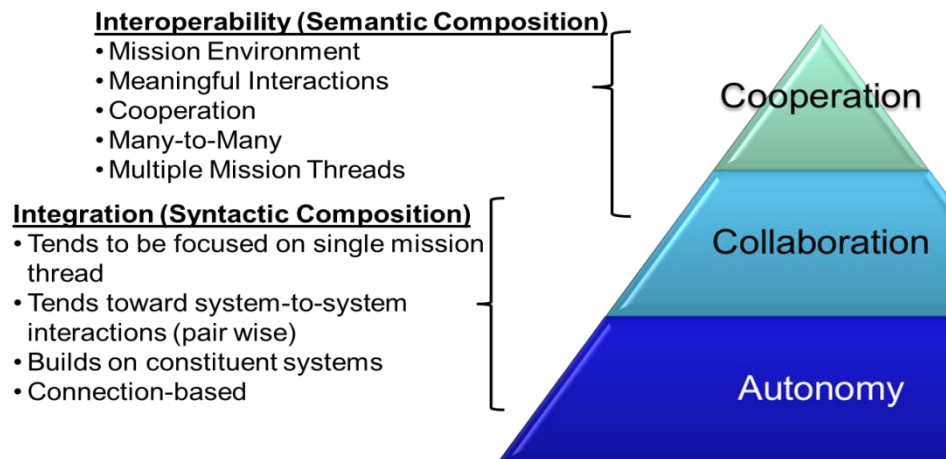 Interoperability (Semantic Composition)
• Mission Environment
• Meaningful Interactions
• Cooperation
• Many-to-Many
• Multiple Mission Threads
Integration (Syntactic Composition)
• Tends to be focused on single mission
thread
• Tends toward system-to-system
interactions (pair wise)
• Builds on constituent systems
• Connection-based
Cooperation
Collaboration
Autonomy